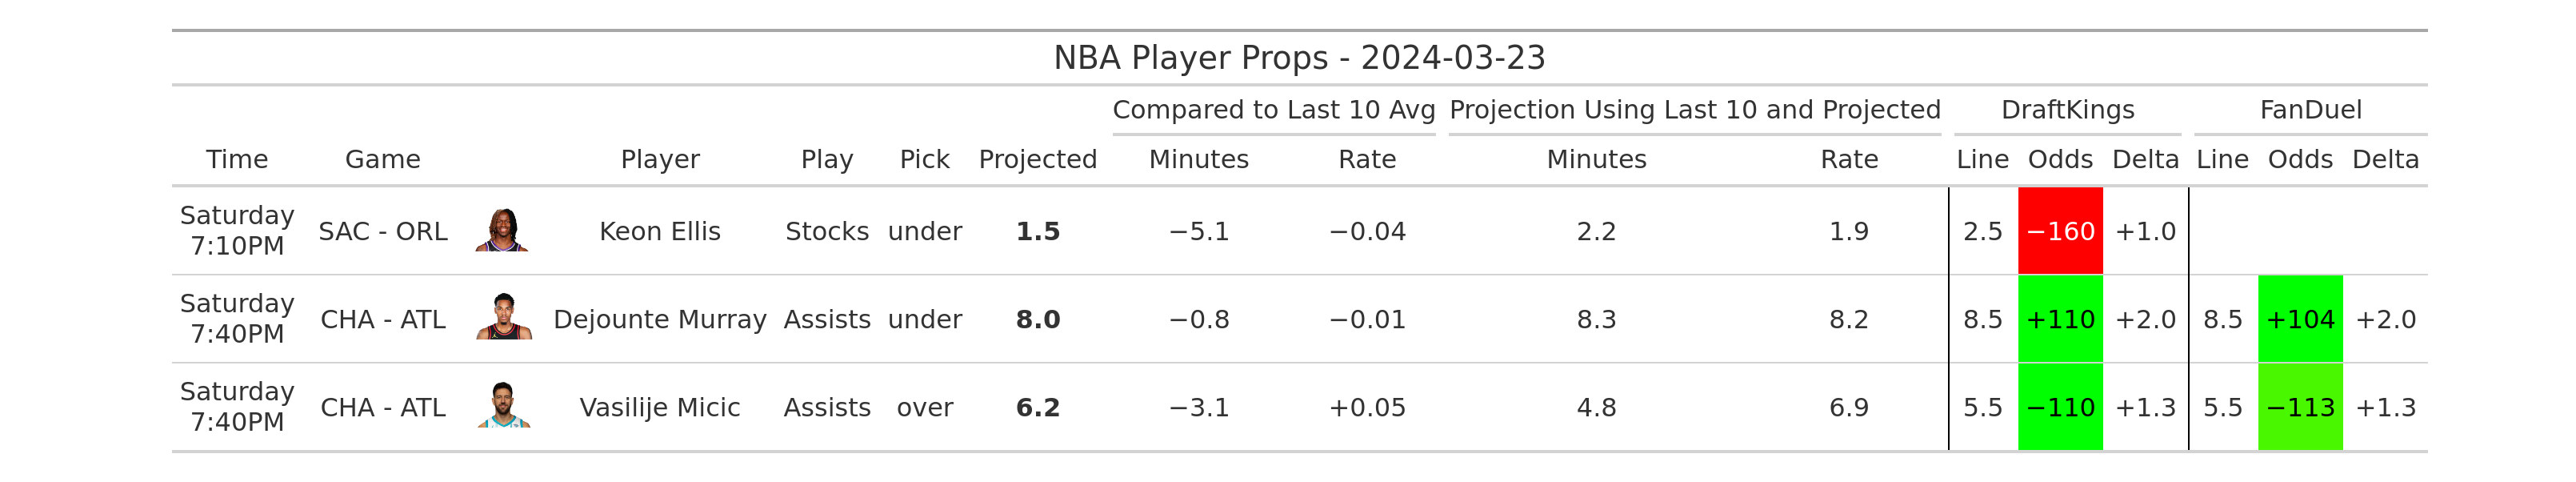 NBA Player Props - 2024-03-23
Compared to Last 10 Avg Projection Using Last 10 and Projected DraftKings FanDuel
Time Game Player Play Pick Projected Minutes Rate Minutes Rate Line Odds Delta Line Odds Delta
Saturday
7:10PM SAC - ORL Keon Ellis Stocks under 1.5 −5.1 −0.04 2.2 1.9 2.5 −160 +1.0
Saturday
7:40PM CHA - ATL Dejounte Murray Assists under 8.0 −0.8 −0.01 8.3 8.2 8.5 +110 +2.0 8.5 +104 +2.0
Saturday
7:40PM CHA - ATL Vasilije Micic Assists over 6.2 −3.1 +0.05 4.8 6.9 5.5 −110 +1.3 5.5 −113 +1.3